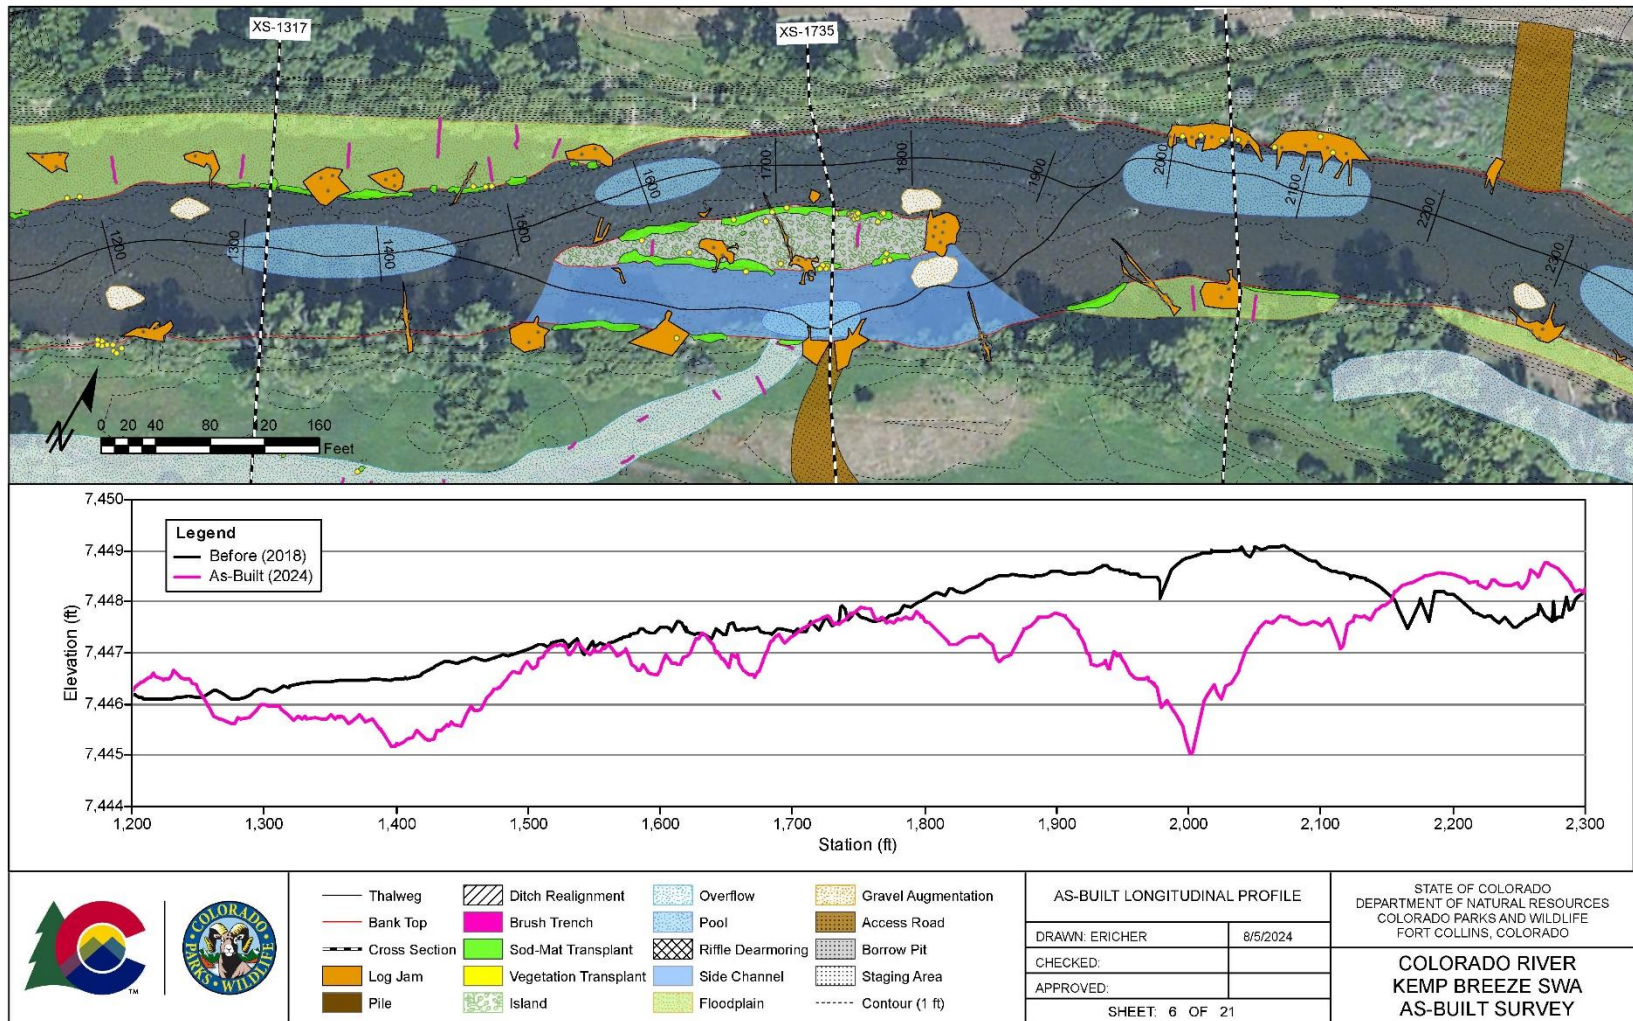 XS-1317
XS-1735
1200
1300
1400
1500
1600
1700
1800
1900
2000
2100
2200
2300
N
0 20 40 80 120 160
Feet
7,450
7,449
7,448
7,447
7,446
7,445
7,444
Elevation (ft)
Legend
Before (2018)
As-Built (2024)
1,200 1,300 1,400 1,500 1,600 1,700 1,800 1,900 2,000 2,100 2,200 2,300
Station (ft)
C
TM
COLORADO
PARKS • WILDLIFE
Thalweg
Bank Top
Cross Section
Log Jam
Pile
Ditch Realignment
Brush Trench
Sod-Mat Transplant
Vegetation Transplant
Island
Overflow
Pool
Riffle Dearmoring
Side Channel
Floodplain
Gravel Augmentation
Access Road
Borrow Pit
Staging Area
Contour (1 ft)
AS-BUILT LONGITUDINAL PROFILE
DRAWN: ERICHER 8/5/2024
CHECKED:
APPROVED:
SHEET: 6 OF 21
STATE OF COLORADO
DEPARTMENT OF NATURAL RESOURCES
COLORADO PARKS AND WILDLIFE
FORT COLLINS, COLORADO
COLORADO RIVER
KEMP BREEZE SWA
AS-BUILT SURVEY